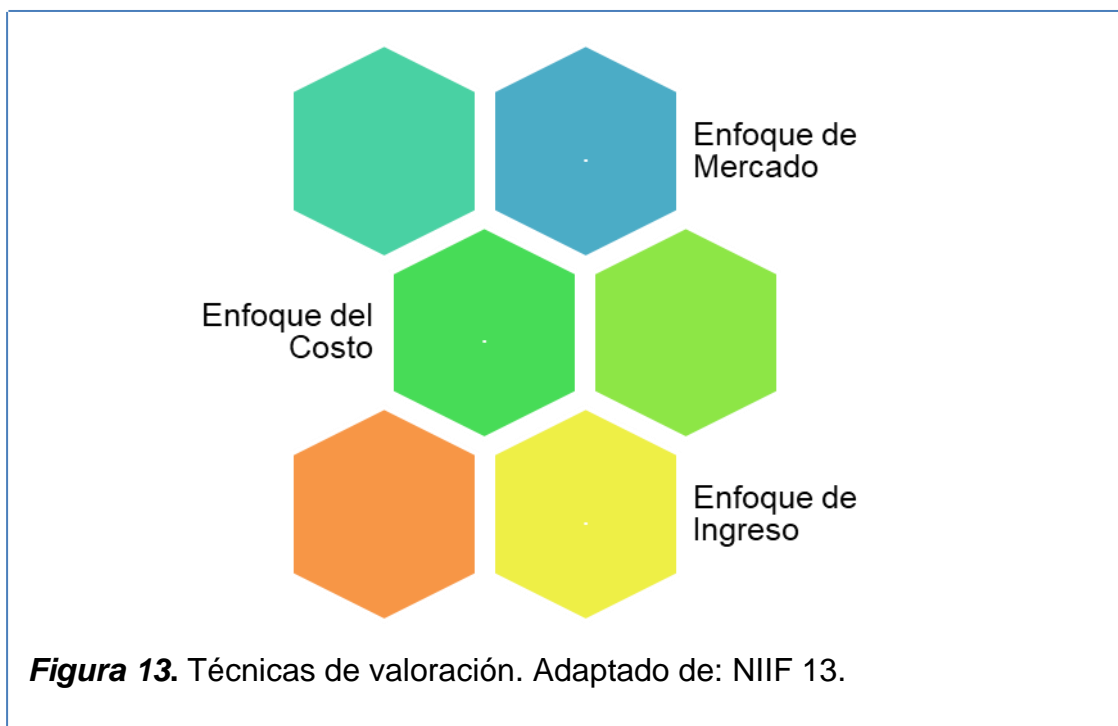 Enfoque de
Mercado
Enfoque del
Costo
Enfoque de
Ingreso
Figura 13. Técnicas de valoración. Adaptado de: NIIF 13.